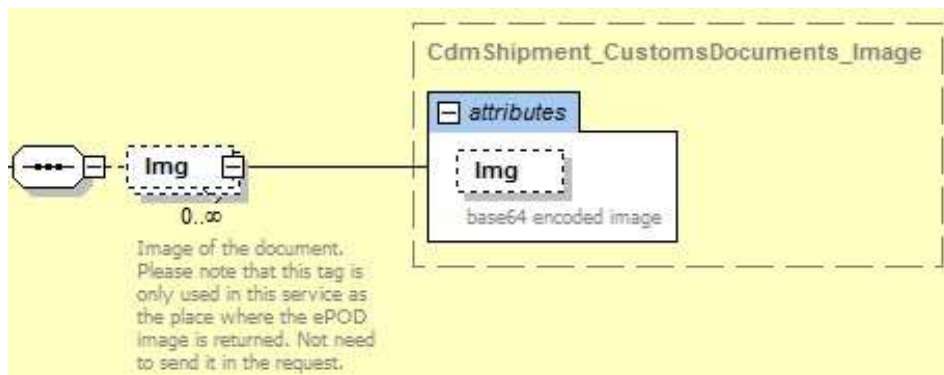 CdmShipment_CustomsDocuments_Image
attributes
Img
Img
0..∞
base64 encoded image
Image of the document.
Please note that this tag is
only used in this service as
the place where the ePOD
image is returned. Not need
to send it in the request.